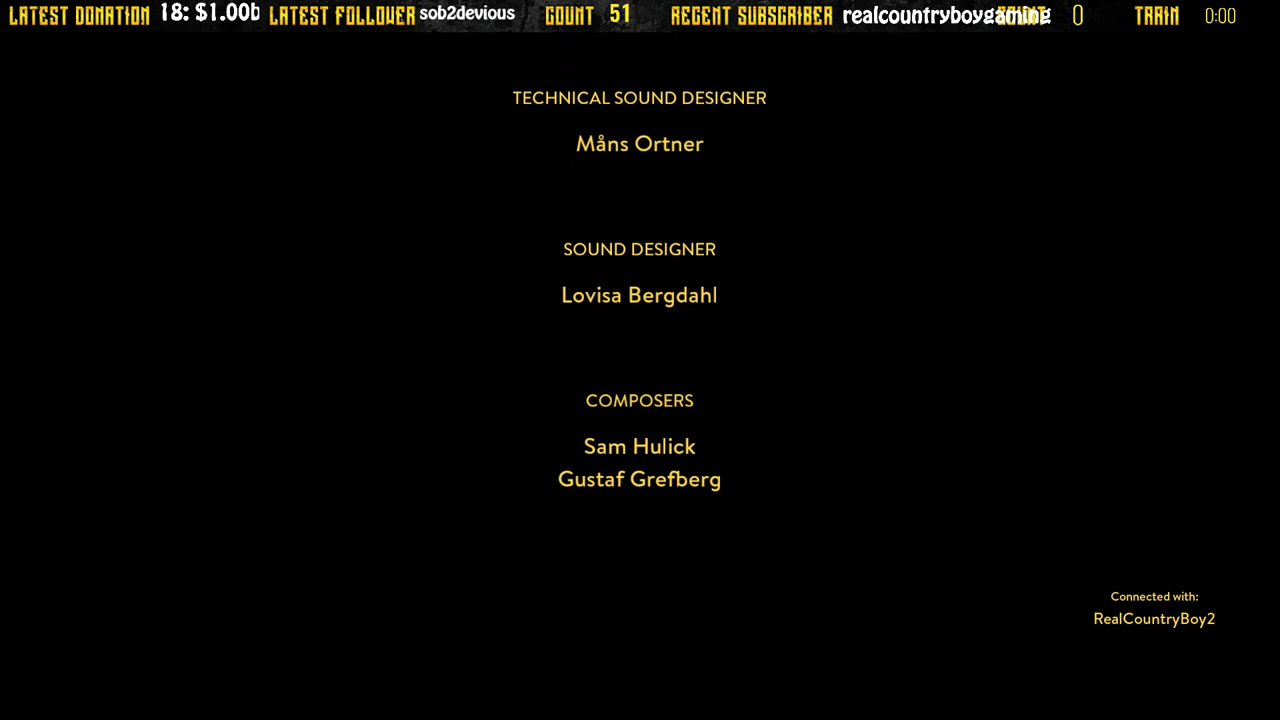 LATEST DONATION 18: $1.00 LATEST FOLLOWER sob2devious COUNT 51 RECENT SUBSCRIBER realcountryboygaming 0 TRAIN 0:00
TECHNICAL SOUND DESIGNER
Måns Ortner
SOUND DESIGNER
Lovisa Bergdahl
COMPOSERS
Sam Hulick
Gustaf Grefberg
Connected with:
RealCountryBoy2